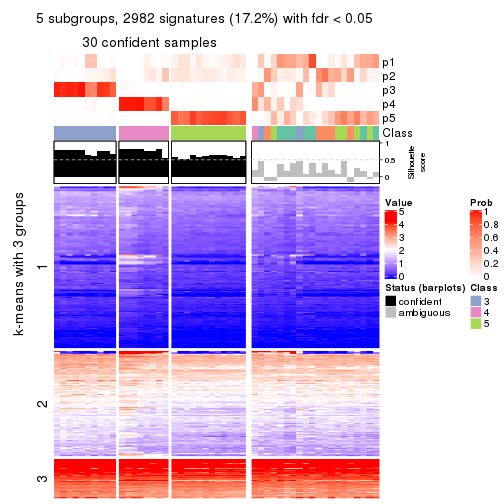 5 subgroups, 2982 signatures (17.2%) with fdr < 0.05
30 confident samples
p1
p2
p3
p4
p5
Class
1
0.5
0
Silhouette
score
k-means with 3 groups
1
2
3
Value
5
4
3
2
1
0
Prob
1
0.8
0.6
0.4
0.2
0
Status (barplots)
confident
ambiguous
Class
3
4
5